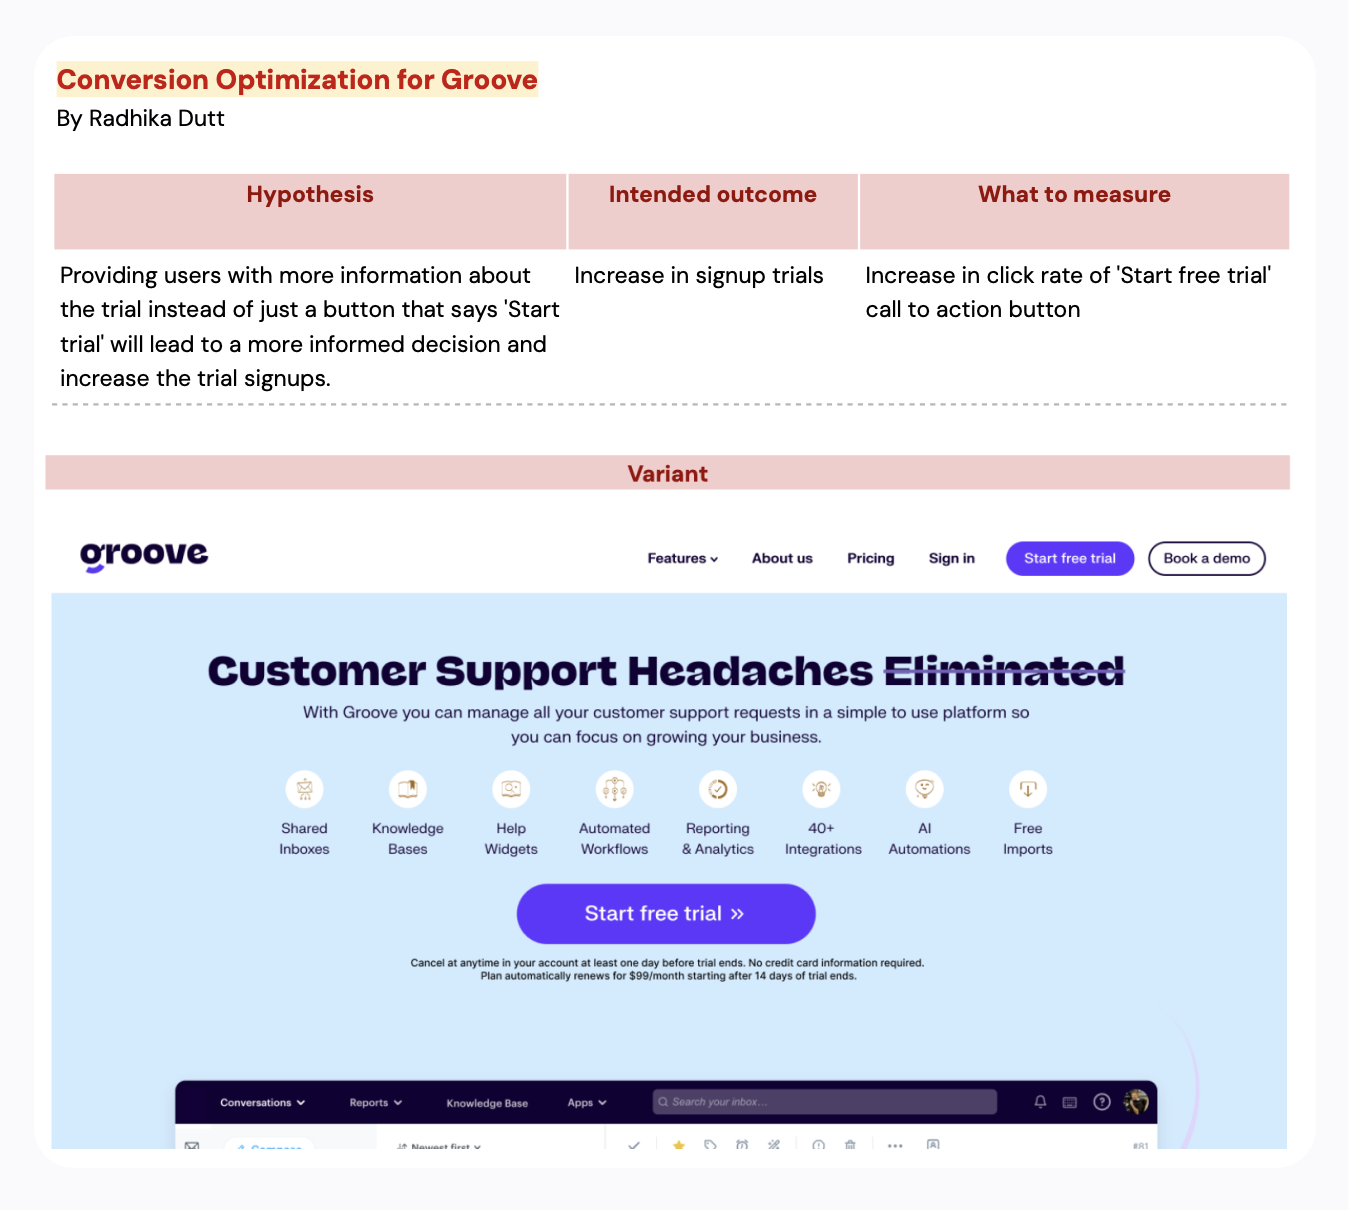 Conversion Optimization for Groove
By Radhika Dutt
Hypothesis
Intended outcome
What to measure
Providing users with more information about
the trial instead of just a button that says 'Start
trial' will lead to a more informed decision and
increase the trial signups.
Increase in signup trials
Increase in click rate of 'Start free trial'
call to action button
Variant
groove
Features
About us
Pricing
Sign in
Start free trial
Book a demo
Customer Support Headaches Eliminated
With Groove you can manage all your customer support requests in a simple to use platform so
you can focus on growing your business.
Shared
Inboxes
Knowledge
Bases
Help
Widgets
Automated
Workflows
Reporting
& Analytics
40+
Integrations
AI
Automations
Free
Imports
Start free trial »
Cancel at anytime in your account at least one day before trial ends. No credit card information required.
Plan automatically renews for $99/month starting after 14 days of trial ends.
Conversations
Reports
Knowledge Base
Apps
Search your inbox...
Compose
Newest first
#81